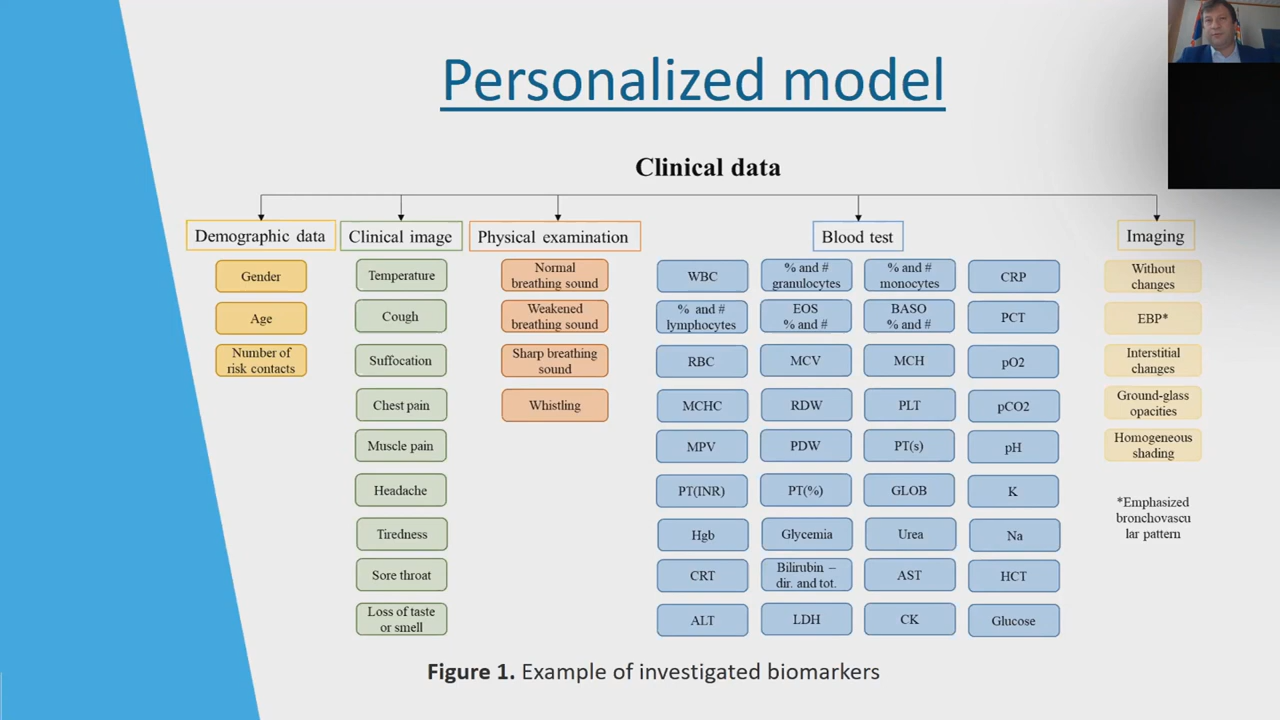 Personalized model
Clinical data
Demographic data
Clinical image
Physical examination
Blood test
Imaging
Gender
Age
Number of
risk contacts
Temperature
Cough
Suffocation
Chest pain
Muscle pain
Headache
Tiredness
Sore throat
Loss of taste
or smell
Normal
breathing sound
Weakened
breathing sound
Sharp breathing
sound
Whistling
WBC
% and #
granulocytes
% and #
monocytes
CRP
% and #
lymphocytes
EOS
% and #
BASO
% and #
PCT
RBC
MCV
MCH
pO2
MCHC
RDW
PLT
pCO2
MPV
PDW
PT(s)
pH
PT(INR)
PT(%)
GLOB
K
Hgb
Glycemia
Urea
Na
CRT
Bilirubin –
dir. and tot.
AST
HCT
ALT
LDH
CK
Glucose
Without
changes
EBP*
Interstitial
changes
Ground-glass
opacities
Homogeneous
shading
*Emphasized
bronchovascu
lar pattern
Figure 1. Example of investigated biomarkers